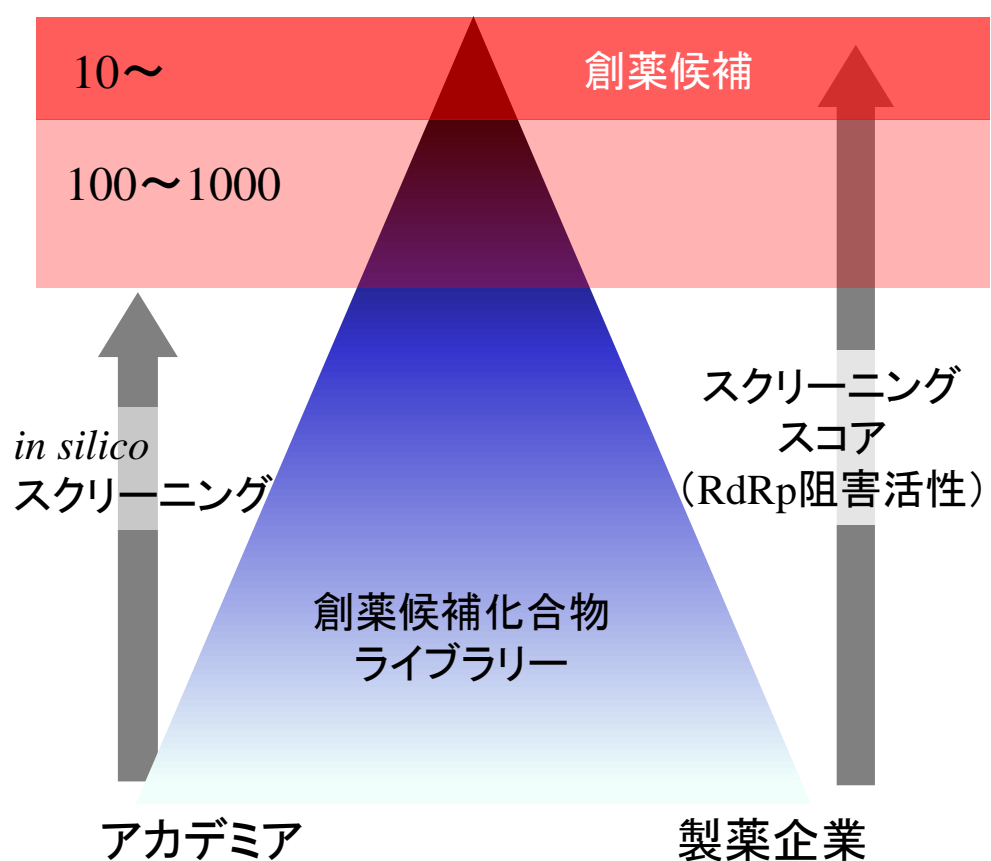 10～
創薬候補
100～1000
in silico
スクリーニング
スクリーニング
スコア
（RdRp阻害活性）
創薬候補化合物
ライブラリー
アカデミア
製薬企業